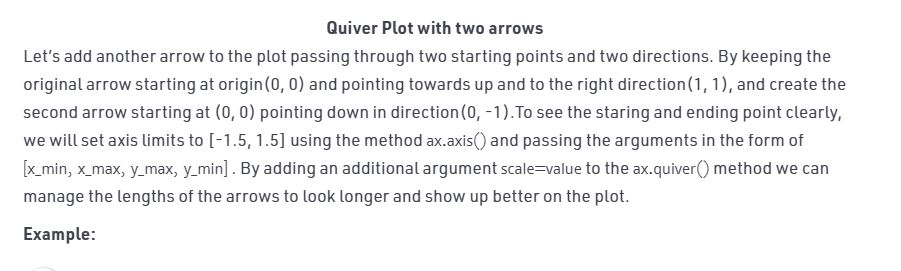 Quiver Plot with two arrows
Let's add another arrow to the plot passing through two starting points and two directions. By keeping the
original arrow starting at origin(0, 0) and pointing towards up and to the right direction(1, 1), and create the
second arrow starting at (0, 0) pointing down in direction(0, -1).To see the staring and ending point clearly,
we will set axis limits to [-1.5, 1.5] using the method ax.axis() and passing the arguments in the form of
[x_min, x_max, y_max, y_min] . By adding an additional argument scale=value to the ax.quiver() method we can
manage the lengths of the arrows to look longer and show up better on the plot.
Example: